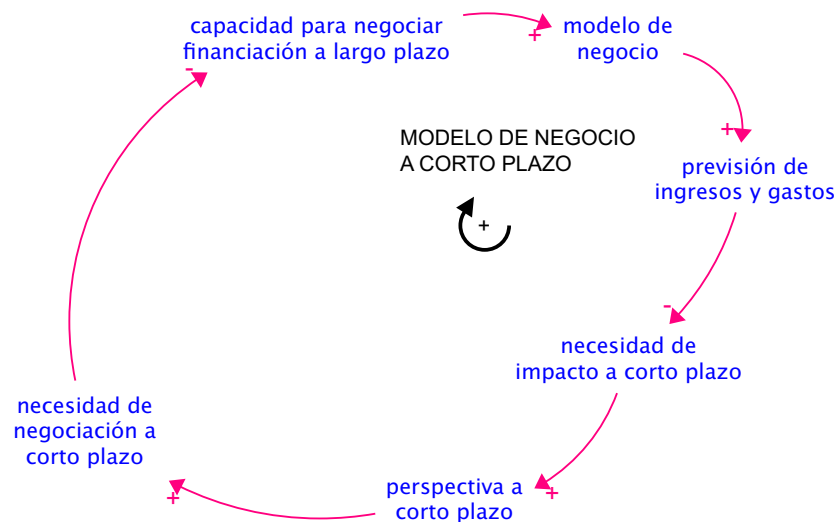 capacidad para negociar
financiación a largo plazo
-
+
modelo de
negocio
+
MODELO DE NEGOCIO
A CORTO PLAZO
+
previsión de
ingresos y gastos
-
necesidad de
impacto a corto plazo
necesidad de
negociación a
corto plazo
+
perspectiva a
corto plazo
+